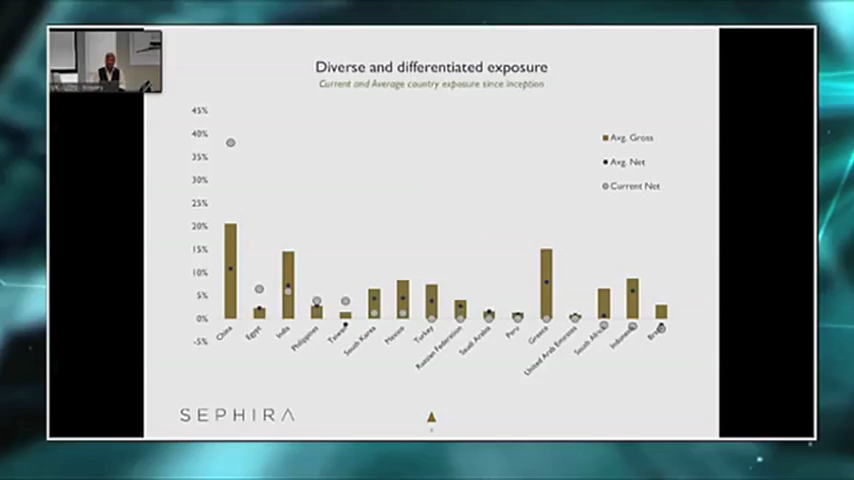 Diverse and differentiated exposure
Current and Average country exposure since inception
45%
40%
35%
30%
25%
20%
15%
10%
5%
0%
-5%
Avg. Gross
Avg. Net
Current Net
China
Egypt
India
Philippines
Taiwan
South Korea
Mexico
Turkey
Russian Federation
Saudi Arabia
Peru
Greece
United Arab Emirates
South Africa
Indonesia
Brazil
SEPHIRA